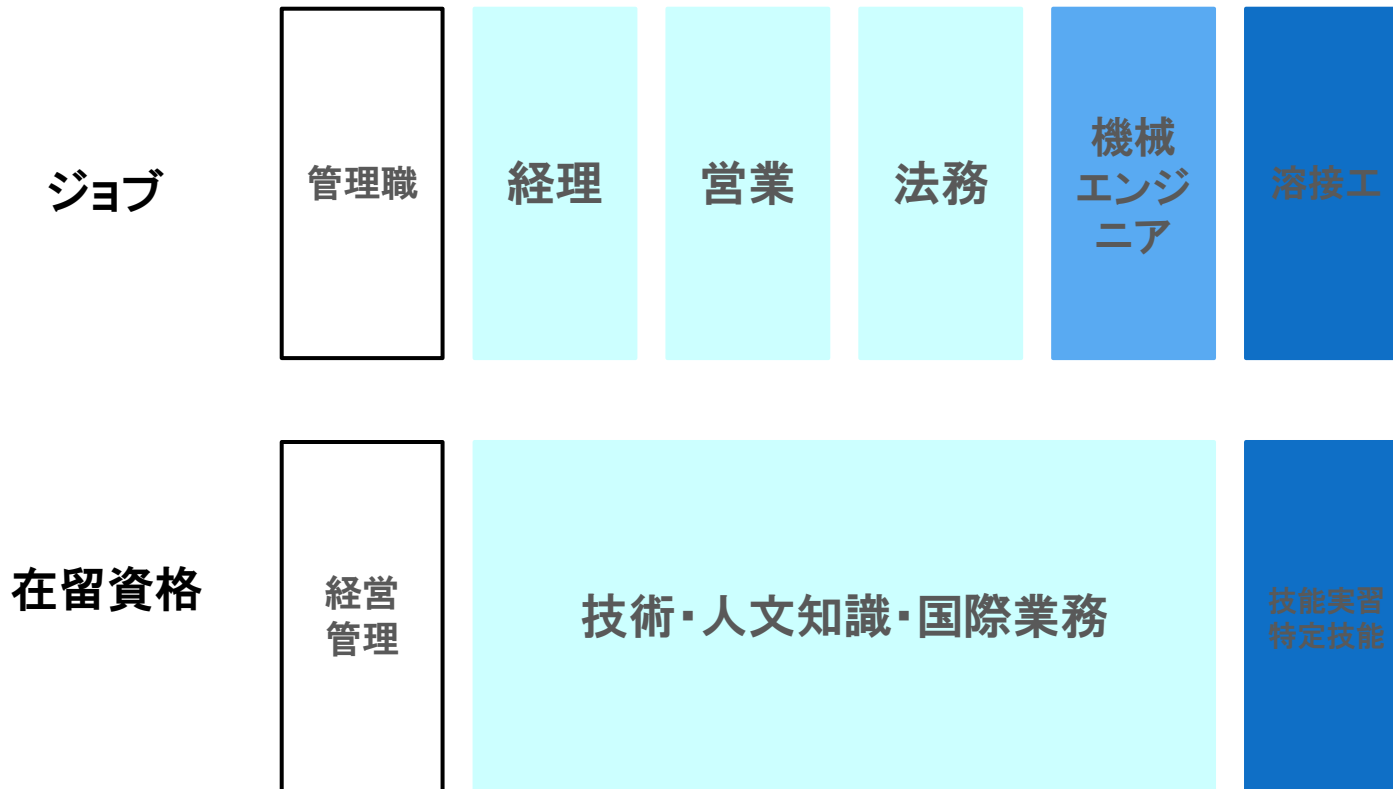 ジョブ
管理職
経理
営業
法務
機械
エンジ
ニア
溶接工
在留資格
経営
管理
技術・人文知識・国際業務
技能実習
特定技能